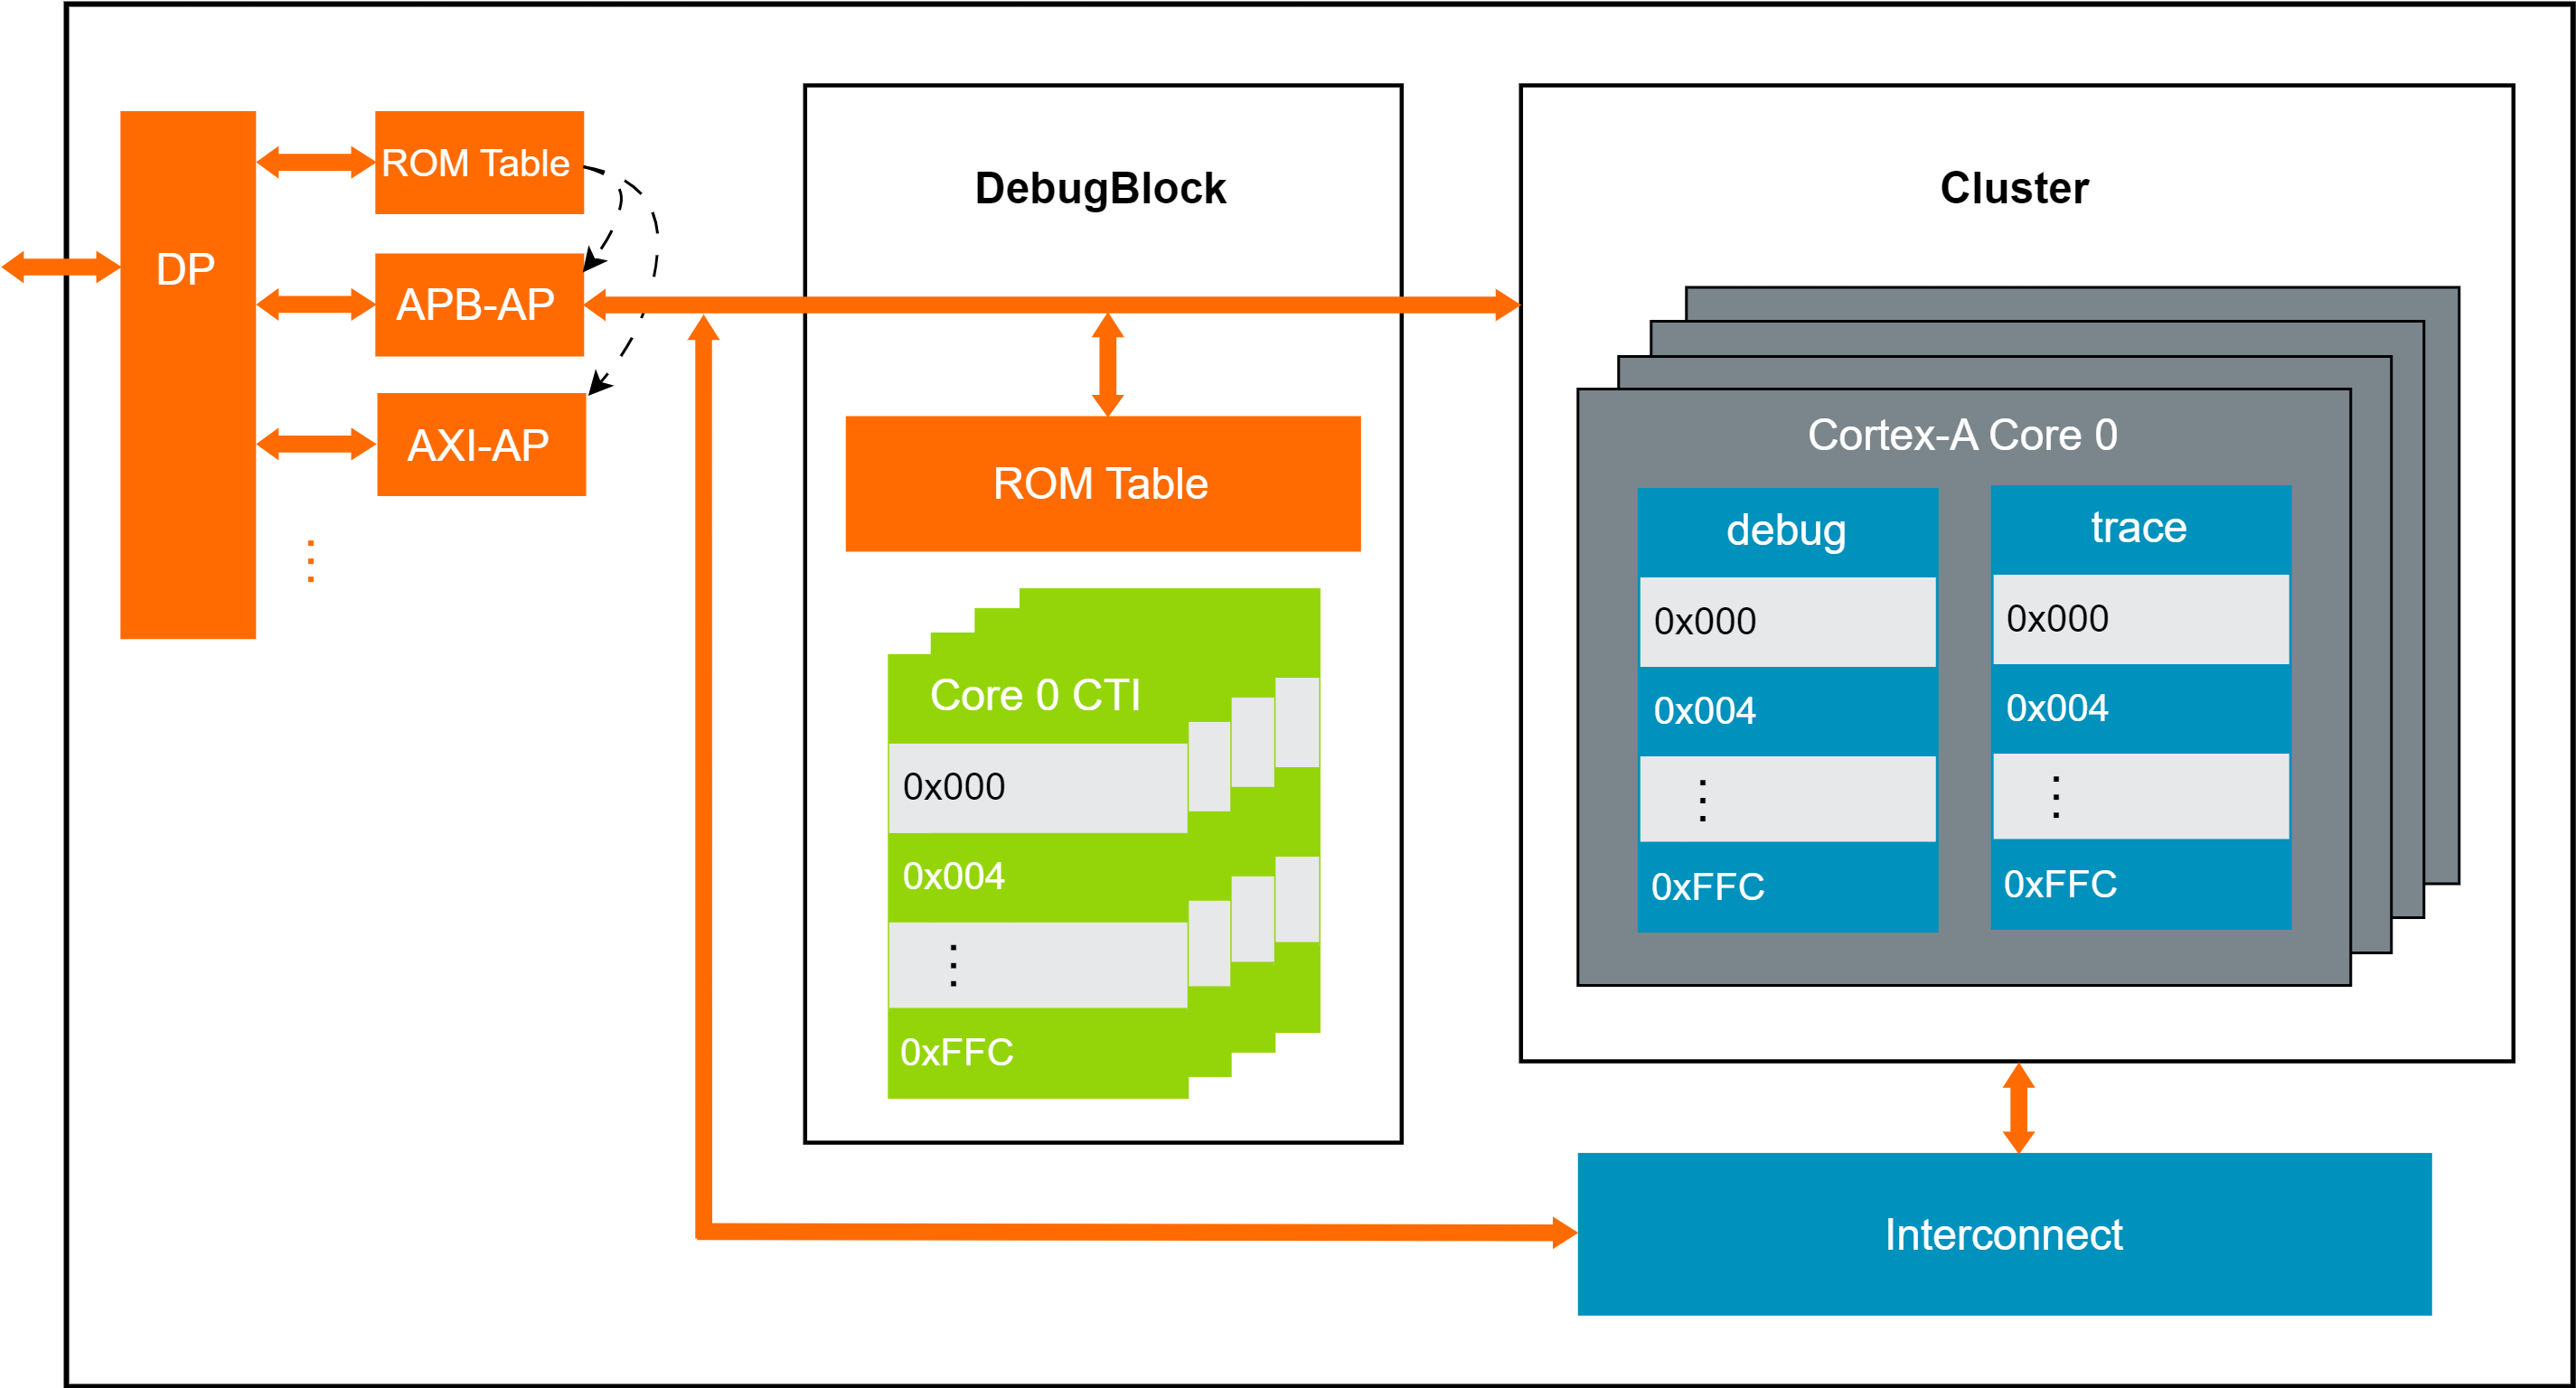 DP
ROM Table
APB-AP
AXI-AP
DebugBlock
ROM Table
Core 0 CTI
0x000
0x004
0xFFC
Cluster
Cortex-A Core 0
debug
0x000
0x004
0xFFC
trace
0x000
0x004
0xFFC
Interconnect